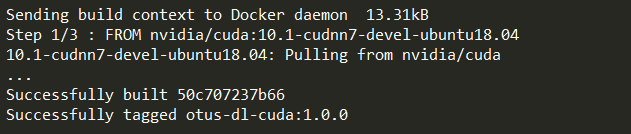 Sending build context to Docker daemon  13.31kB
Step 1/3 : FROM nvidia/cuda:10.1-cudnn7-devel-ubuntu18.04
10.1-cudnn7-devel-ubuntu18.04: Pulling from nvidia/cuda
...
Successfully built 50c707237b66
Successfully tagged otus-dl-cuda:1.0.0